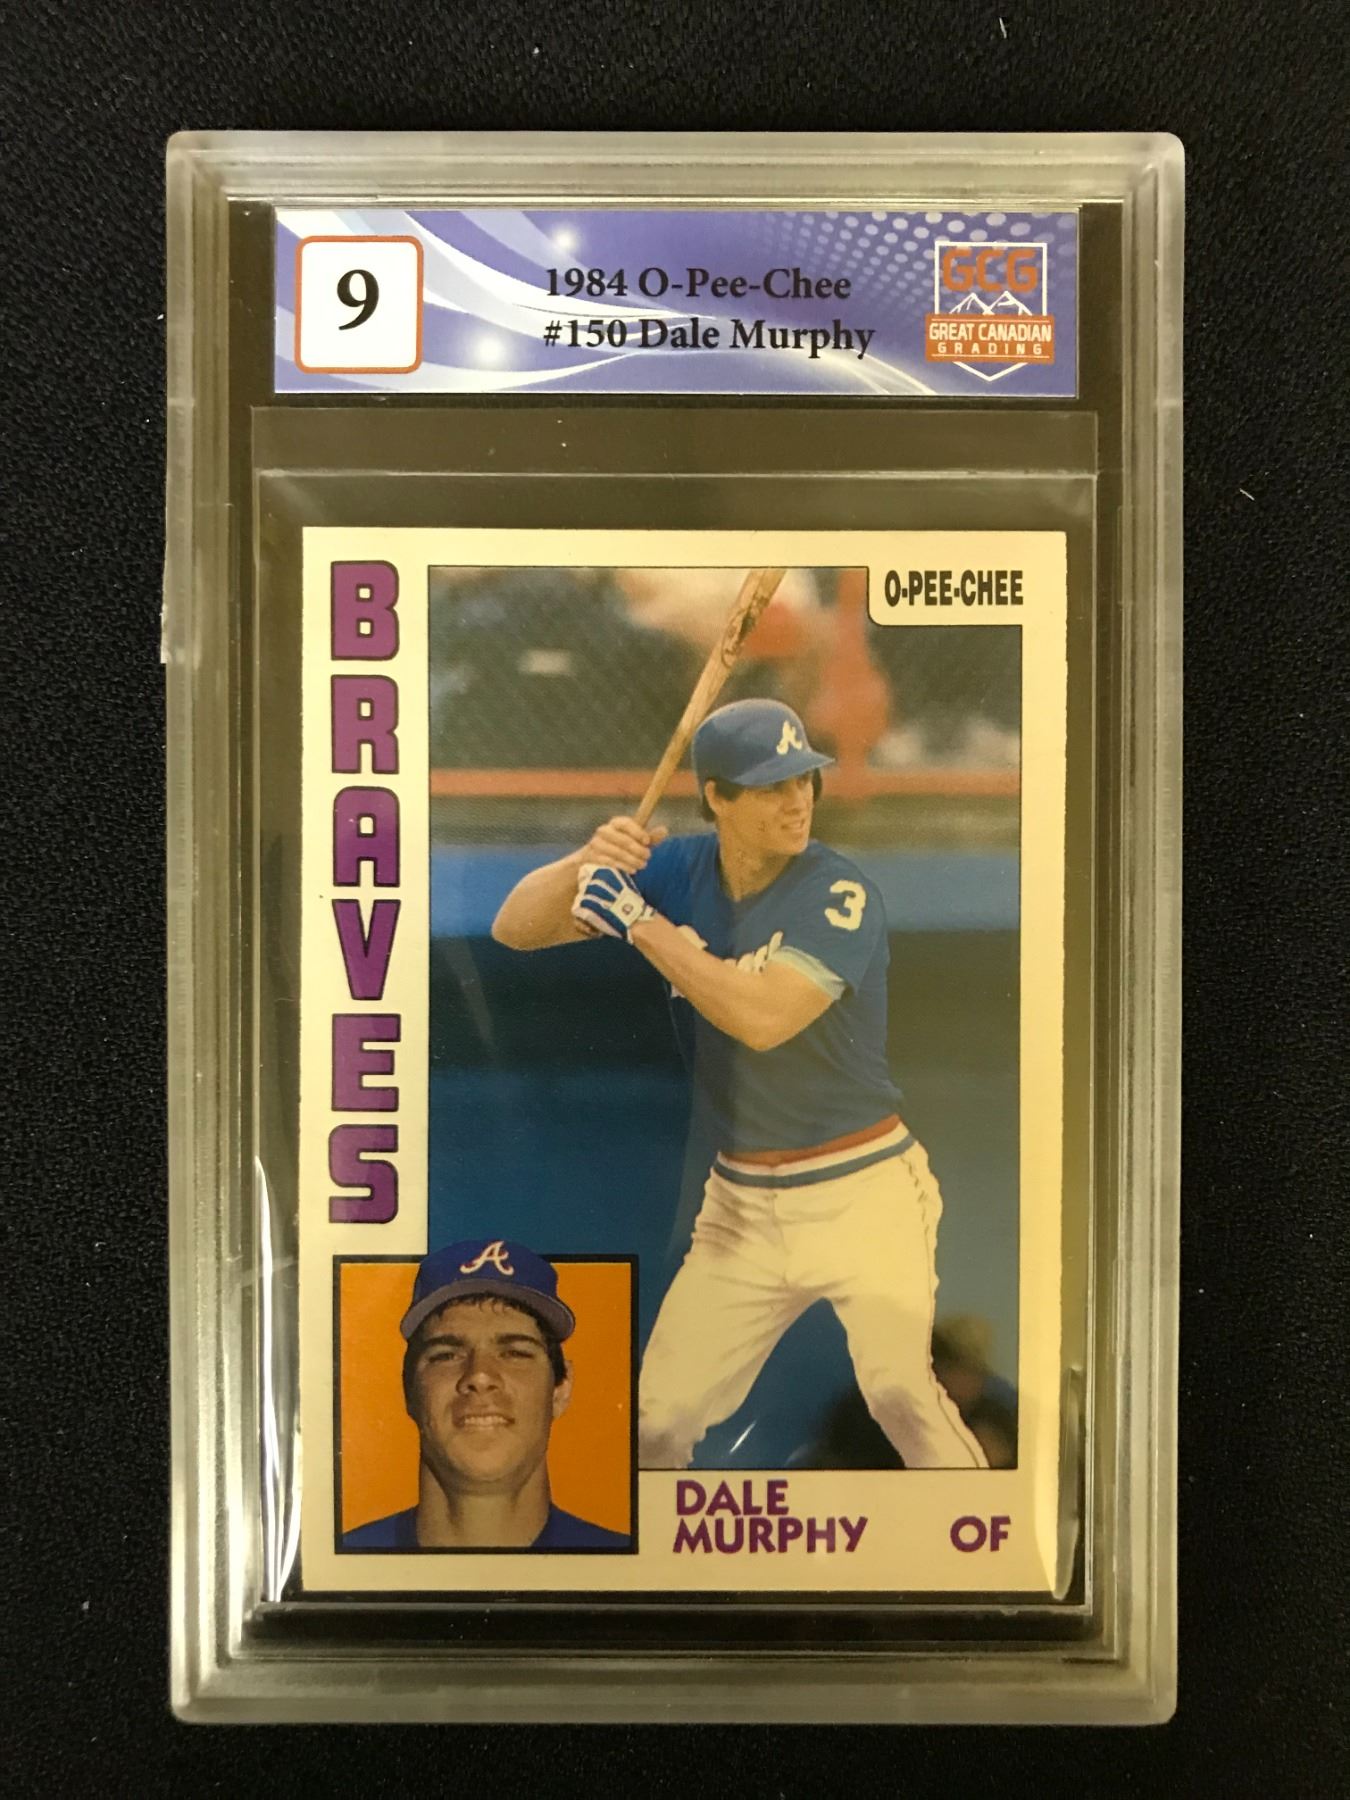 9
1984 O-Pee-Chee
#150 Dale Murphy
GCG
GREAT CANADIAN
GRADING
O-PEE-CHEE
BRAVES
A
3
A
DALE
MURPHY
OF